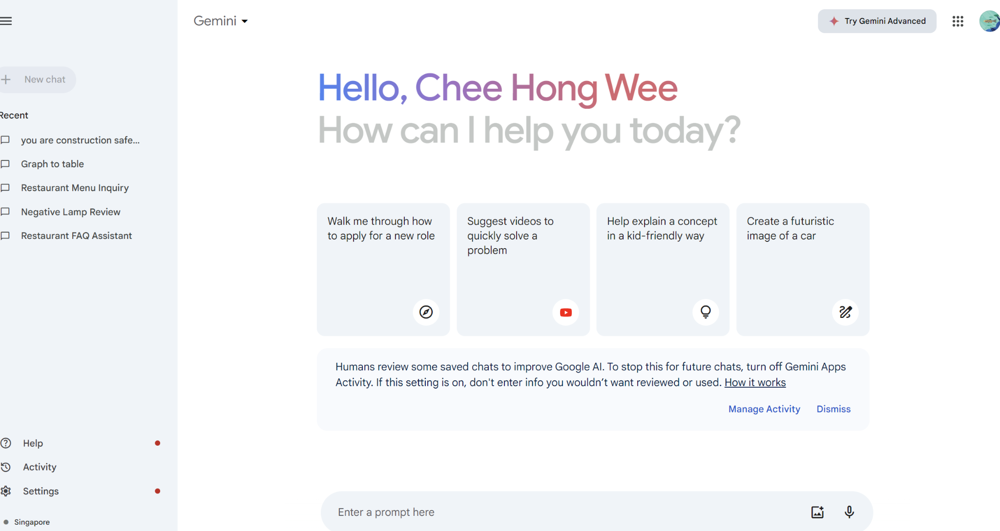 Gemini
Try Gemini Advanced
New chat
Recent
you are construction safe...
Graph to table
Restaurant Menu Inquiry
Negative Lamp Review
Restaurant FAQ Assistant
Hello, Chee Hong Wee
How can I help you today?
Walk me through how
to apply for a new role
Suggest videos to
quickly solve a
problem
Help explain a concept
in a kid-friendly way
Create a futuristic
image of a car
Humans review some saved chats to improve Google AI. To stop this for future chats, turn off Gemini Apps
Activity. If this setting is on, don't enter info you wouldn’t want reviewed or used. How it works
Manage Activity
Dismiss
Help
Activity
Settings
Singapore
Enter a prompt here